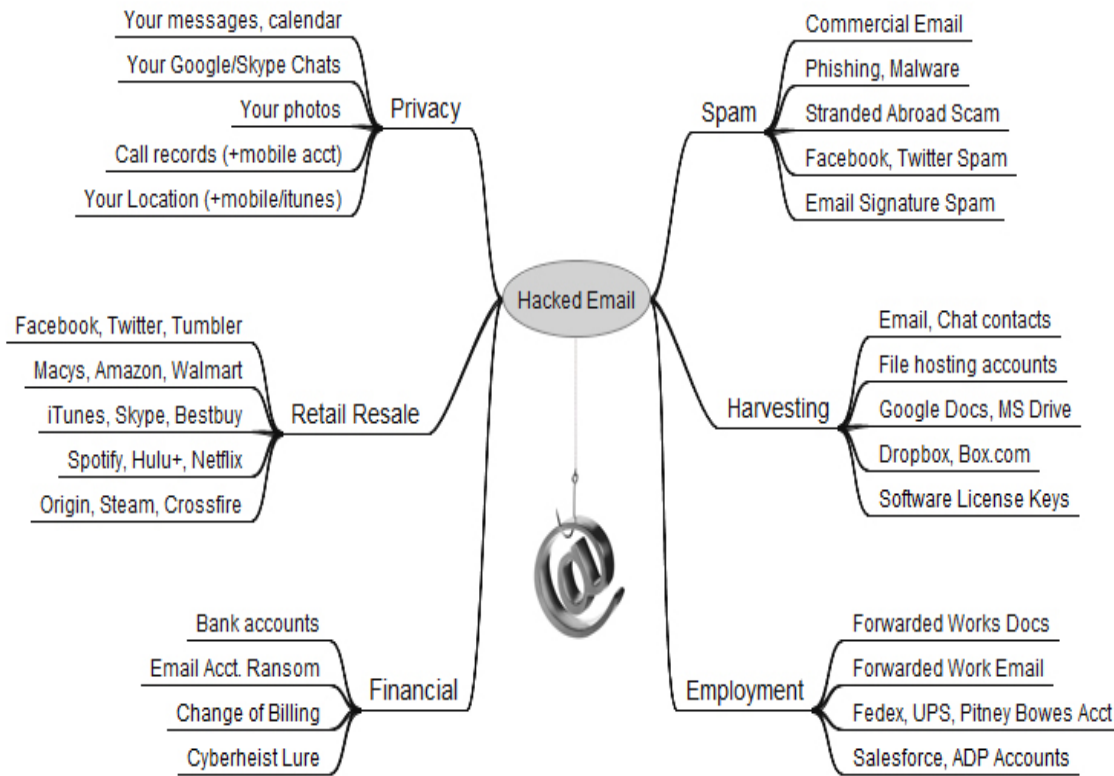 Hacked Email
Privacy
Your messages, calendar
Your Google/Skype Chats
Your photos
Call records (+mobile acct)
Your Location (+mobile/itunes)
Retail Resale
Facebook, Twitter, Tumbler
Macys, Amazon, Walmart
iTunes, Skype, Bestbuy
Spotify, Hulu+, Netflix
Origin, Steam, Crossfire
Financial
Bank accounts
Email Acct. Ransom
Change of Billing
Cyberheist Lure
Spam
Commercial Email
Phishing, Malware
Stranded Abroad Scam
Facebook, Twitter Spam
Email Signature Spam
Harvesting
Email, Chat contacts
File hosting accounts
Google Docs, MS Drive
Dropbox, Box.com
Software License Keys
Employment
Forwarded Works Docs
Forwarded Work Email
Fedex, UPS, Pitney Bowes Acct
Salesforce, ADP Accounts
@